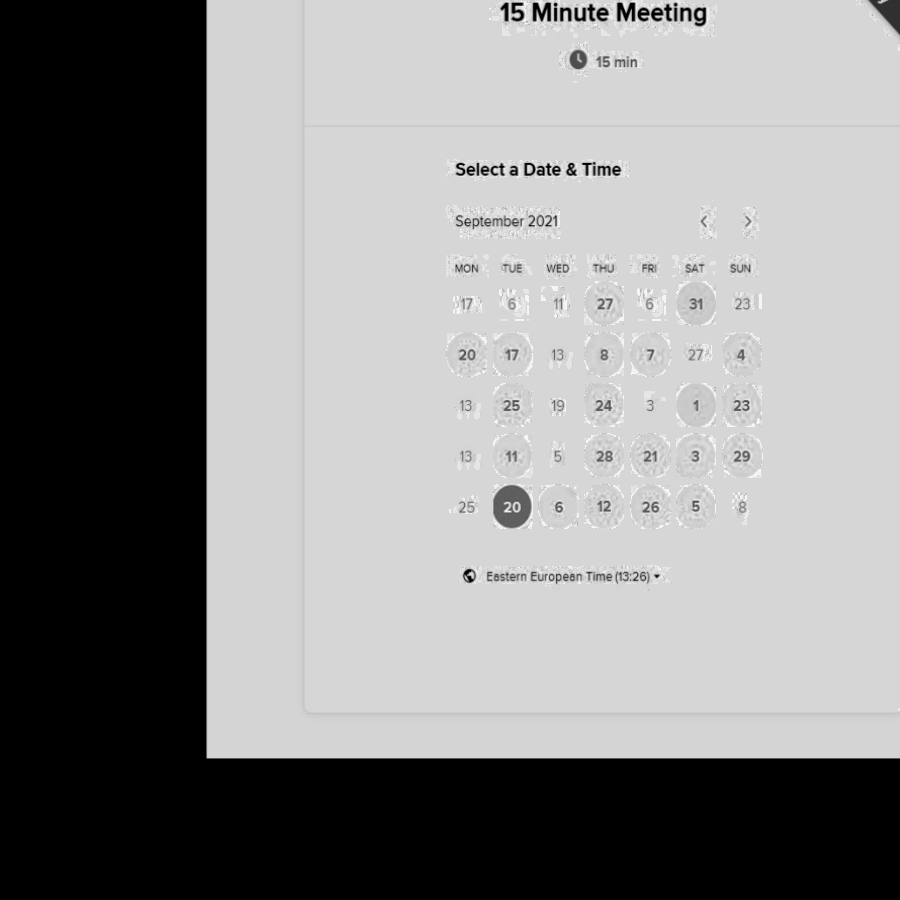 15 Minute Meeting
15 min
Select a Date & Time
September 2021
MON TUE WED THU FRI SAT SUN
17 6 11 27 6 31 23
20 17 13 8 7 27 4
13 25 19 24 3 1 23
13 11 5 28 21 3 29
25 20 6 12 26 5 8
Eastern European Time (13:26)